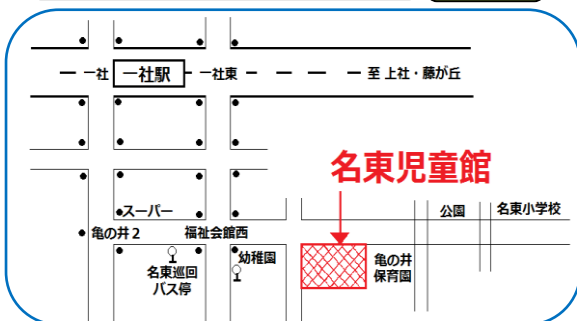 一社
一社駅
一社東
至 上社・藤が丘
名東児童館
公園
名東小学校
スーパー
亀の井2
福祉会館西
名東巡回
バス停
幼稚園
亀の井
保育園